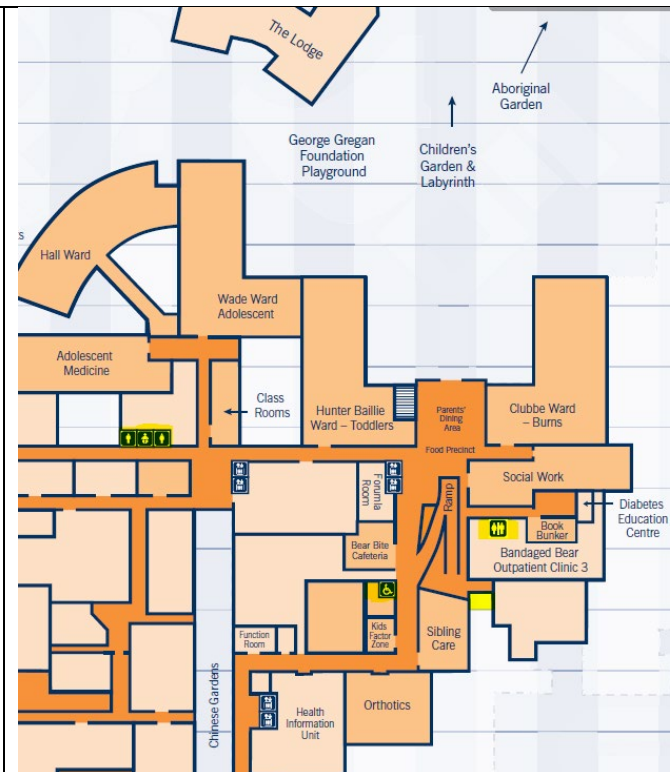 The Lodge
Aboriginal
Garden
George Gregan
Foundation
Playground
Children's
Garden &
Labyrinth
s
Hall Ward
Wade Ward
Adolescent
Adolescent
Medicine
Class
Rooms
Hunter Baillie
Ward – Toddlers
Parents'
Dining
Area
Clubbe Ward
– Burns
Food Precinct
Forumla
Room
Ramp
Social Work
Diabetes
Education
Centre
Book
Bunker
Bear Bite
Cafeteria
Bandaged Bear
Outpatient Clinic 3
Kids
Factor
Zone
Function
Room
Sibling
Care
Chinese Gardens
Health
Information
Unit
Orthotics